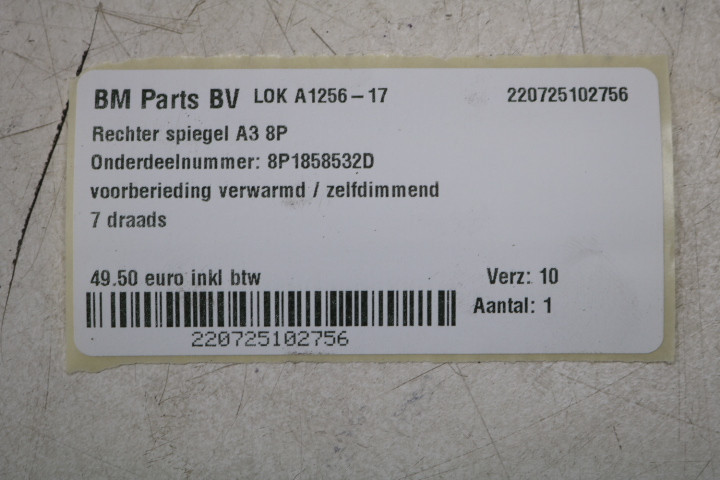 BM Parts BV LOK A1256-17 220725102756
Rechter spiegel A3 8P
Onderdeelnummer: 8P1858532D
voorberieding verwarmd / zelfdimmend
7 draads
49.50 euro inkl btw Verz: 10
Aantal: 1
220725102756